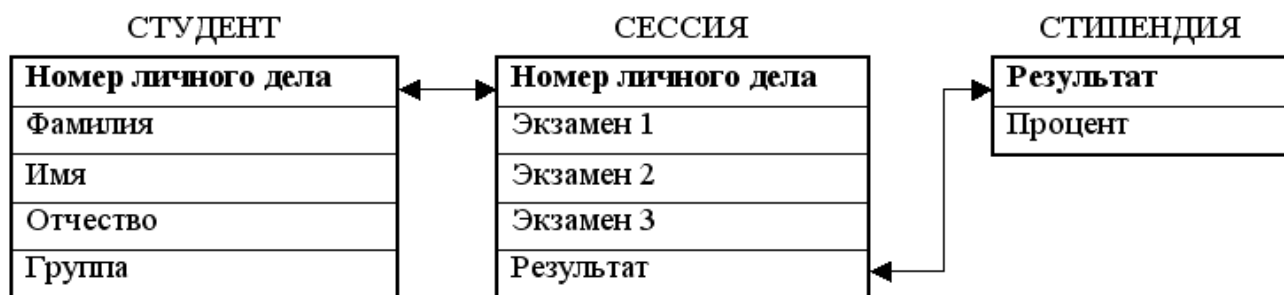 СТУДЕНТ
Номер личного дела
Фамилия
Имя
Отчество
Группа
СЕССИЯ
Номер личного дела
Экзамен 1
Экзамен 2
Экзамен 3
Результат
СТИПЕНДИЯ
Результат
Процент